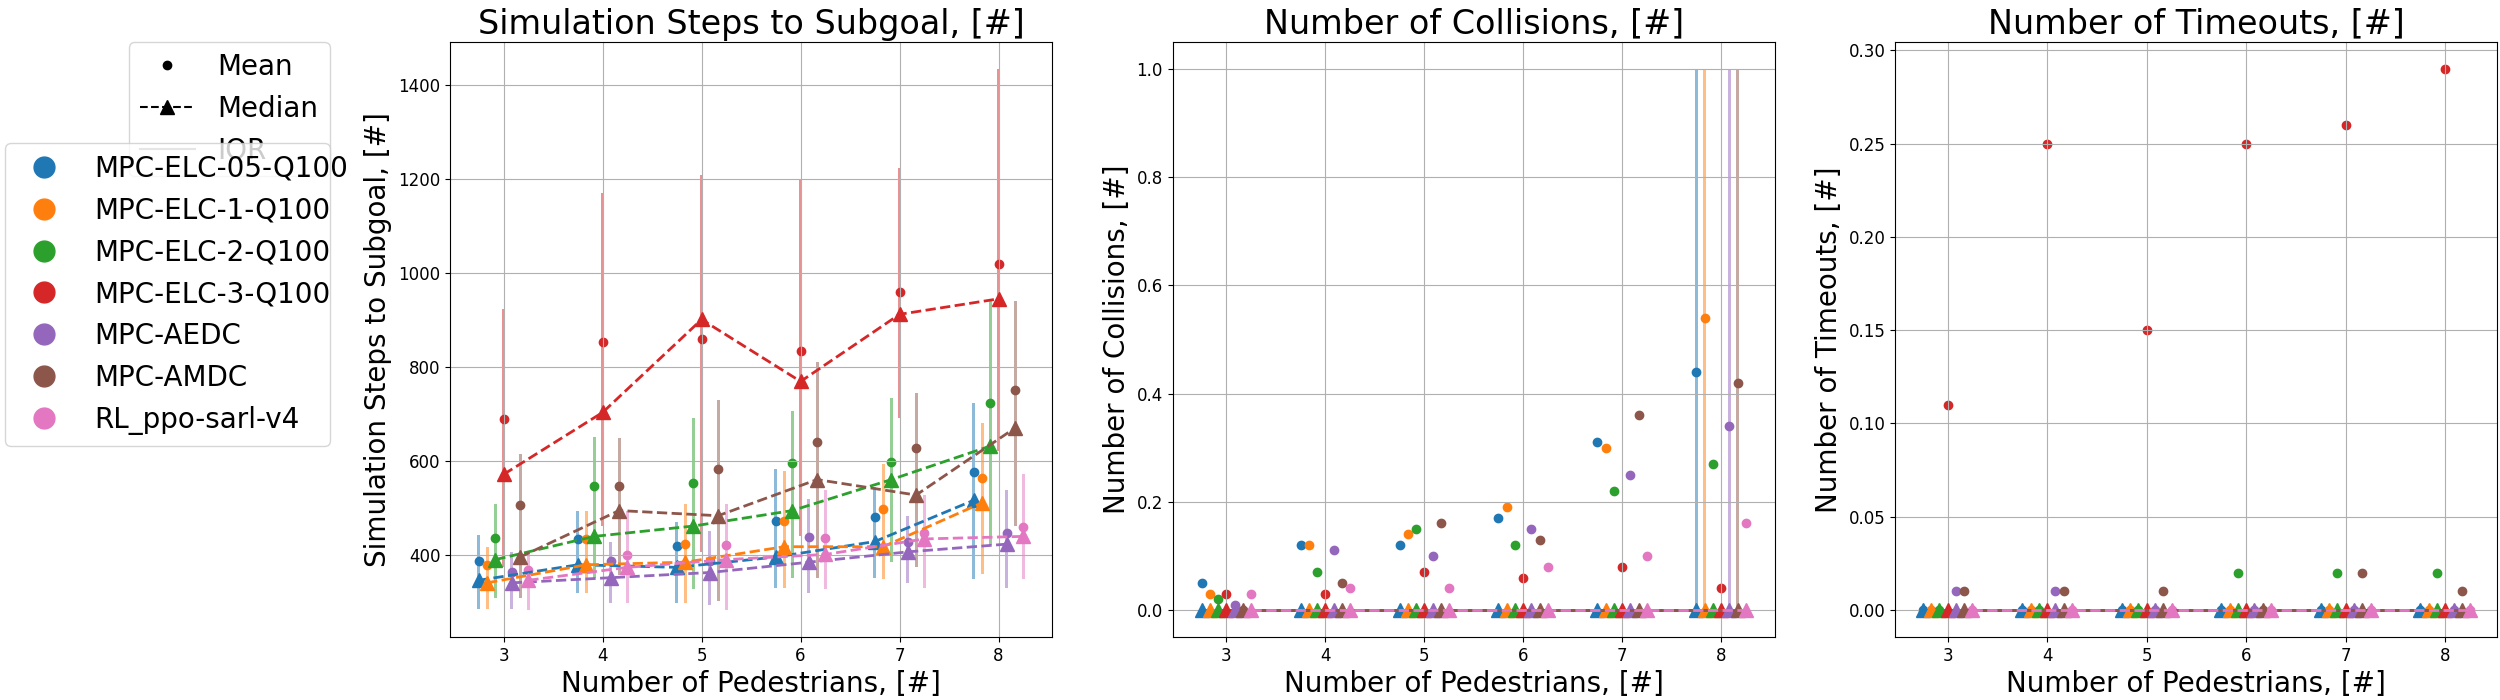 Mean
Median
IQR
MPC-ELC-05-Q100
MPC-ELC-1-Q100
MPC-ELC-2-Q100
MPC-ELC-3-Q100
MPC-AEDC
MPC-AMDC
RL_ppo-sarl-v4
Simulation Steps to Subgoal, [#]
Simulation Steps to Subgoal, [#]
1400
1200
1000
800
600
400
3 4 5 6 7 8
Number of Pedestrians, [#]
Number of Collisions, [#]
Number of Collisions, [#]
1.0
0.8
0.6
0.4
0.2
0.0
3 4 5 6 7 8
Number of Pedestrians, [#]
Number of Timeouts, [#]
Number of Timeouts, [#]
0.30
0.25
0.20
0.15
0.10
0.05
0.00
3 4 5 6 7 8
Number of Pedestrians, [#]